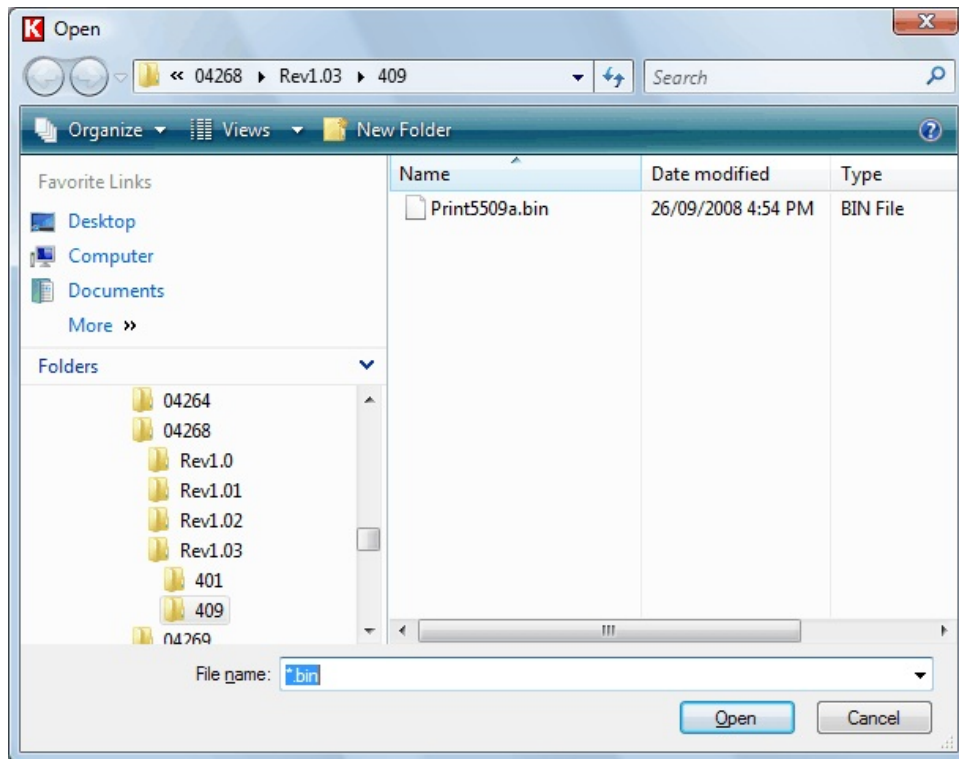 K Open
« 04268 ▸ Rev1.03 ▸ 409
Search
Organize Views New Folder ?
Favorite Links
Desktop
Computer
Documents
More »
Folders
04264
04268
Rev1.0
Rev1.01
Rev1.02
Rev1.03
401
409
04269
Name Date modified Type
Print5509a.bin 26/09/2008 4:54 PM BIN File
File name: *.bin
Open Cancel